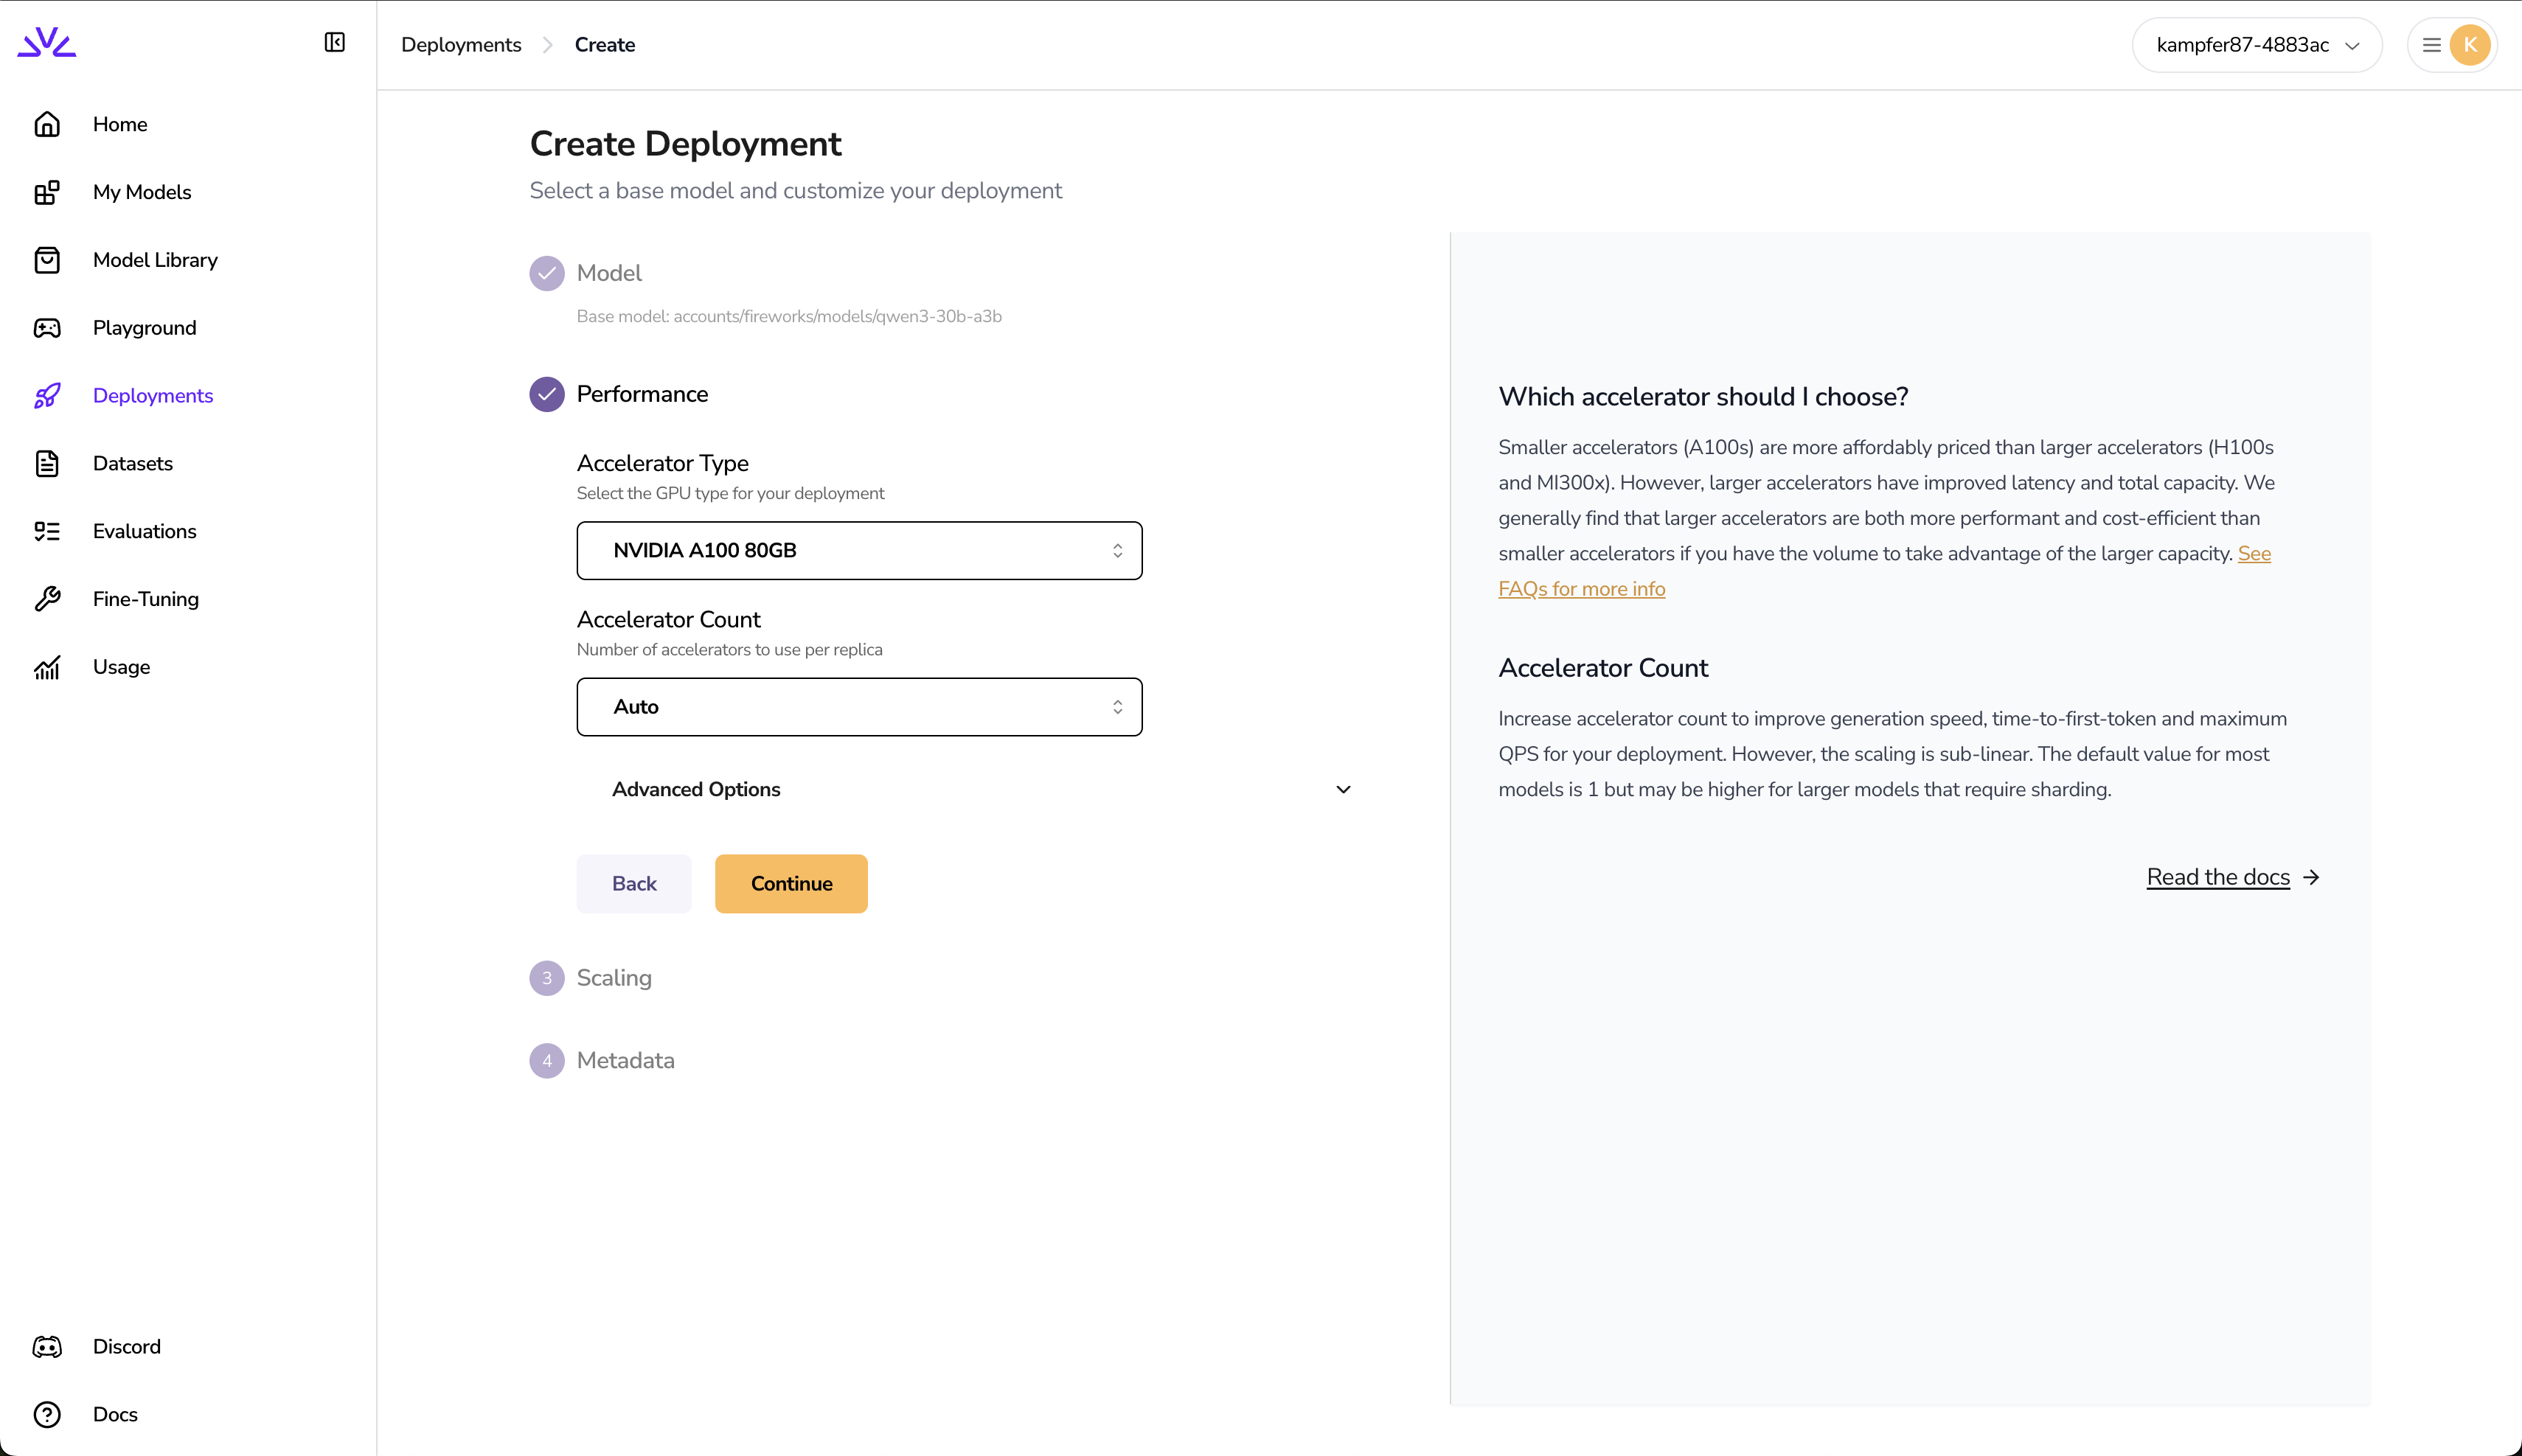 Home
My Models
Model Library
Playground
Deployments
Datasets
Evaluations
Fine-Tuning
Usage
Discord
Docs
Deployments
Create
kampfer87-4883ac
K
Create Deployment
Select a base model and customize your deployment
Model
Base model: accounts/fireworks/models/qwen3-30b-a3b
Performance
Accelerator Type
Select the GPU type for your deployment
NVIDIA A100 80GB
Accelerator Count
Number of accelerators to use per replica
Auto
Advanced Options
Back
Continue
3
Scaling
4
Metadata
Which accelerator should I choose?
Smaller accelerators (A100s) are more affordably priced than larger accelerators (H100s
and MI300x). However, larger accelerators have improved latency and total capacity. We
generally find that larger accelerators are both more performant and cost-efficient than
smaller accelerators if you have the volume to take advantage of the larger capacity. See
FAQs for more info
Accelerator Count
Increase accelerator count to improve generation speed, time-to-first-token and maximum
QPS for your deployment. However, the scaling is sub-linear. The default value for most
models is 1 but may be higher for larger models that require sharding.
Read the docs